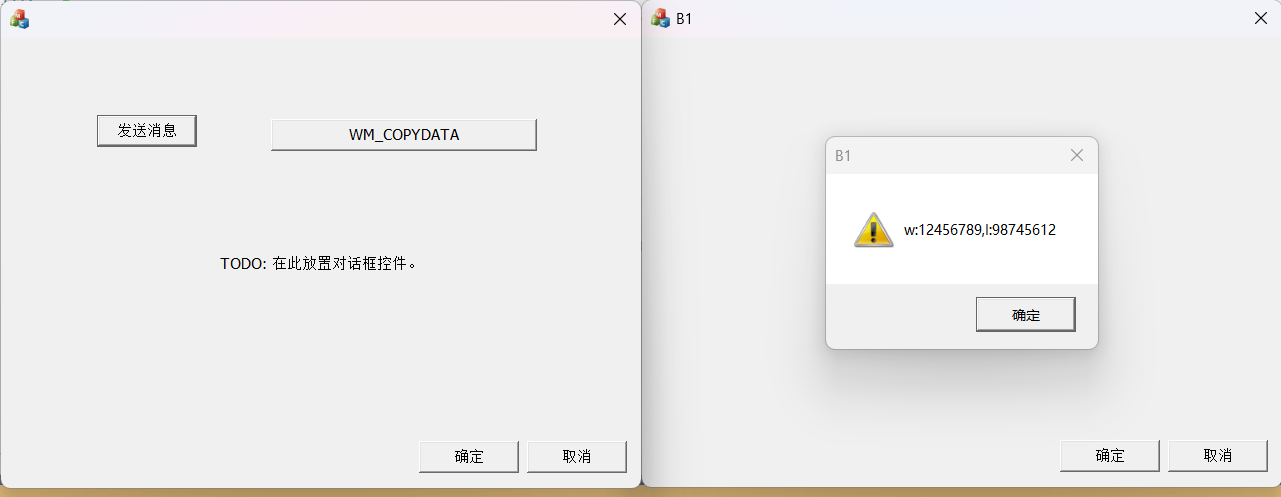 B1
发送消息
WM_COPYDATA
TODO: 在此放置对话框控件。
确定
取消
B1
w:12456789,l:98745612
确定
确定
取消